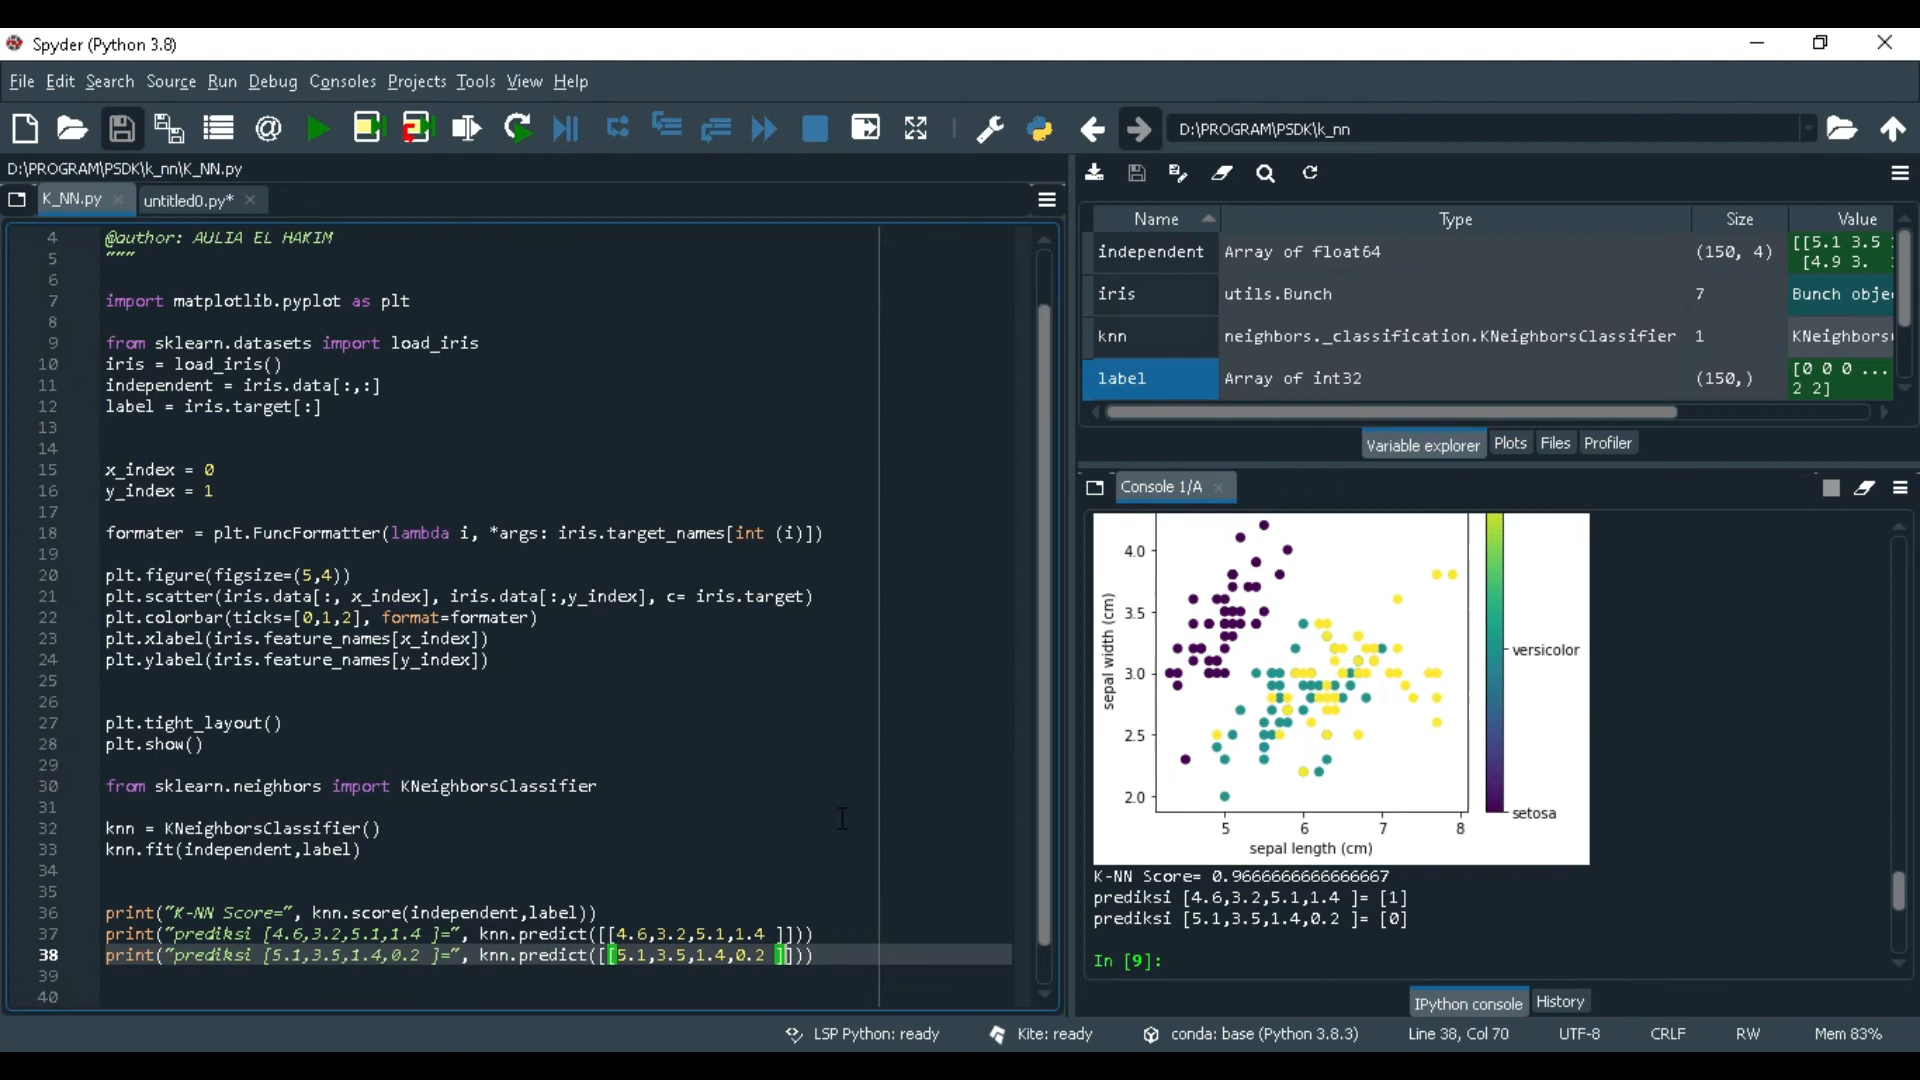 Spyder (Python 3.8)
File Edit Search Source Run Debug Consoles Projects Tools View Help
D:\PROGRAM\PSDK\k_nn
D:\PROGRAM\PSDK\k_nn\K_NN.py
K_NN.py
untitled0.py*
4 @author: AULIA EL HAKIM
5 """
6
7 import matplotlib.pyplot as plt
8
9 from sklearn.datasets import load_iris
10 iris = load_iris()
11 independent = iris.data[:,:]
12 label = iris.target[:]
13
14
15 x_index = 0
16 y_index = 1
17
18 formater = plt.FuncFormatter(lambda i, *args: iris.target_names[int (i)])
19
20 plt.figure(figsize=(5,4))
21 plt.scatter(iris.data[:, x_index], iris.data[:,y_index], c= iris.target)
22 plt.colorbar(ticks=[0,1,2], format=formater)
23 plt.xlabel(iris.feature_names[x_index])
24 plt.ylabel(iris.feature_names[y_index])
25
26
27 plt.tight_layout()
28 plt.show()
29
30 from sklearn.neighbors import KNeighborsClassifier
31
32 knn = KNeighborsClassifier()
33 knn.fit(independent,label)
34
35
36 print("K-NN Score=", knn.score(independent,label))
37 print("prediksi [4.6,3.2,5.1,1.4 ]=", knn.predict([[4.6,3.2,5.1,1.4 ]]))
38 print("prediksi [5.1,3.5,1.4,0.2 ]=", knn.predict([[5.1,3.5,1.4,0.2 ]]))
39
40
Name Type Size Value
independent Array of float64 (150, 4) [[5.1 3.5
[4.9 3.
iris utils.Bunch 7 Bunch obje
knn neighbors._classification.KNeighborsClassifier 1 KNeighbors
label Array of int32 (150,) [0 0 0 ...
2 2]
Variable explorer Plots Files Profiler
Console 1/A
4.0
3.5
3.0
2.5
2.0
sepal width (cm)
5 6 7 8
sepal length (cm)
versicolor
setosa
K-NN Score= 0.9666666666666667
prediksi [4.6,3.2,5.1,1.4 ]= [1]
prediksi [5.1,3.5,1.4,0.2 ]= [0]
In [9]:
IPython console History
LSP Python: ready Kite: ready conda: base (Python 3.8.3) Line 38, Col 70 UTF-8 CRLF RW Mem 83%